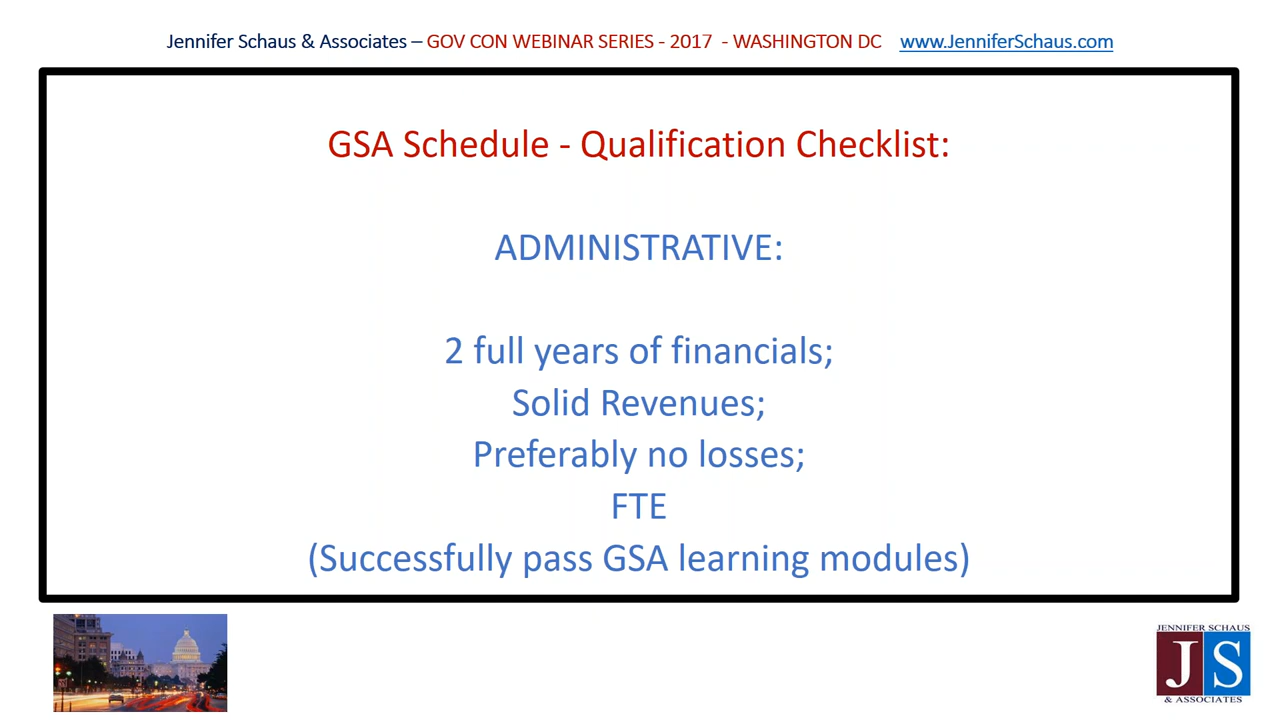 Jennifer Schaus & Associates – GOV CON WEBINAR SERIES - 2017 - WASHINGTON DC www.JenniferSchaus.com
GSA Schedule - Qualification Checklist:
ADMINISTRATIVE:
2 full years of financials;
Solid Revenues;
Preferably no losses;
FTE
(Successfully pass GSA learning modules)
JENNIFER SCHAUS
JS
& ASSOCIATES